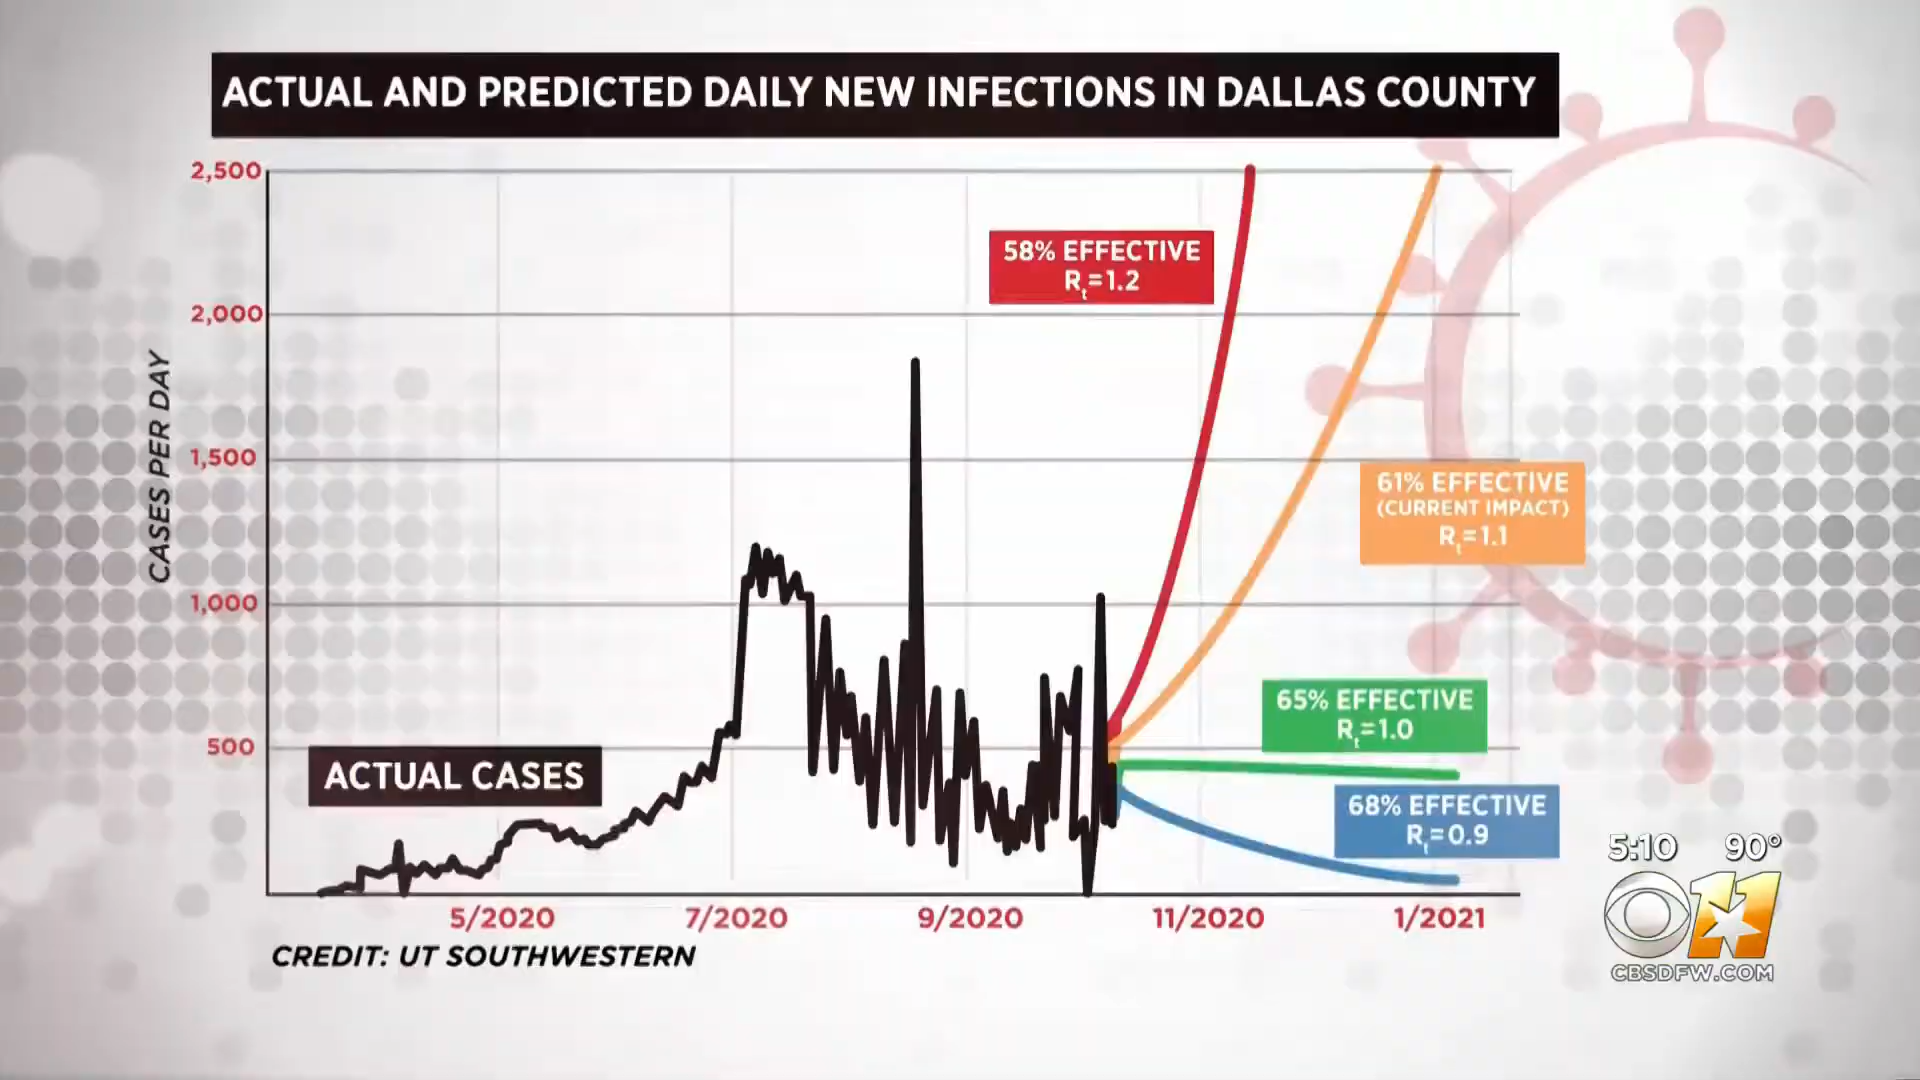 ACTUAL AND PREDICTED DAILY NEW INFECTIONS IN DALLAS COUNTY
2,500
2,000
1,500
1,000
500
CASES PER DAY
58% EFFECTIVE
Rt=1.2
61% EFFECTIVE
(CURRENT IMPACT)
Rt=1.1
65% EFFECTIVE
Rt=1.0
68% EFFECTIVE
Rt=0.9
ACTUAL CASES
5/2020
7/2020
9/2020
11/2020
1/2021
CREDIT: UT SOUTHWESTERN
5:10 90°
11
CBSDFW.COM